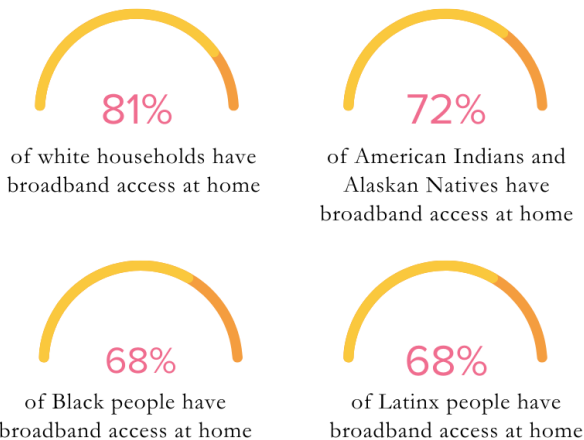 81%
of white households have
broadband access at home
72%
of American Indians and
Alaskan Natives have
broadband access at home
68%
of Black people have
broadband access at home
68%
of Latinx people have
broadband access at home